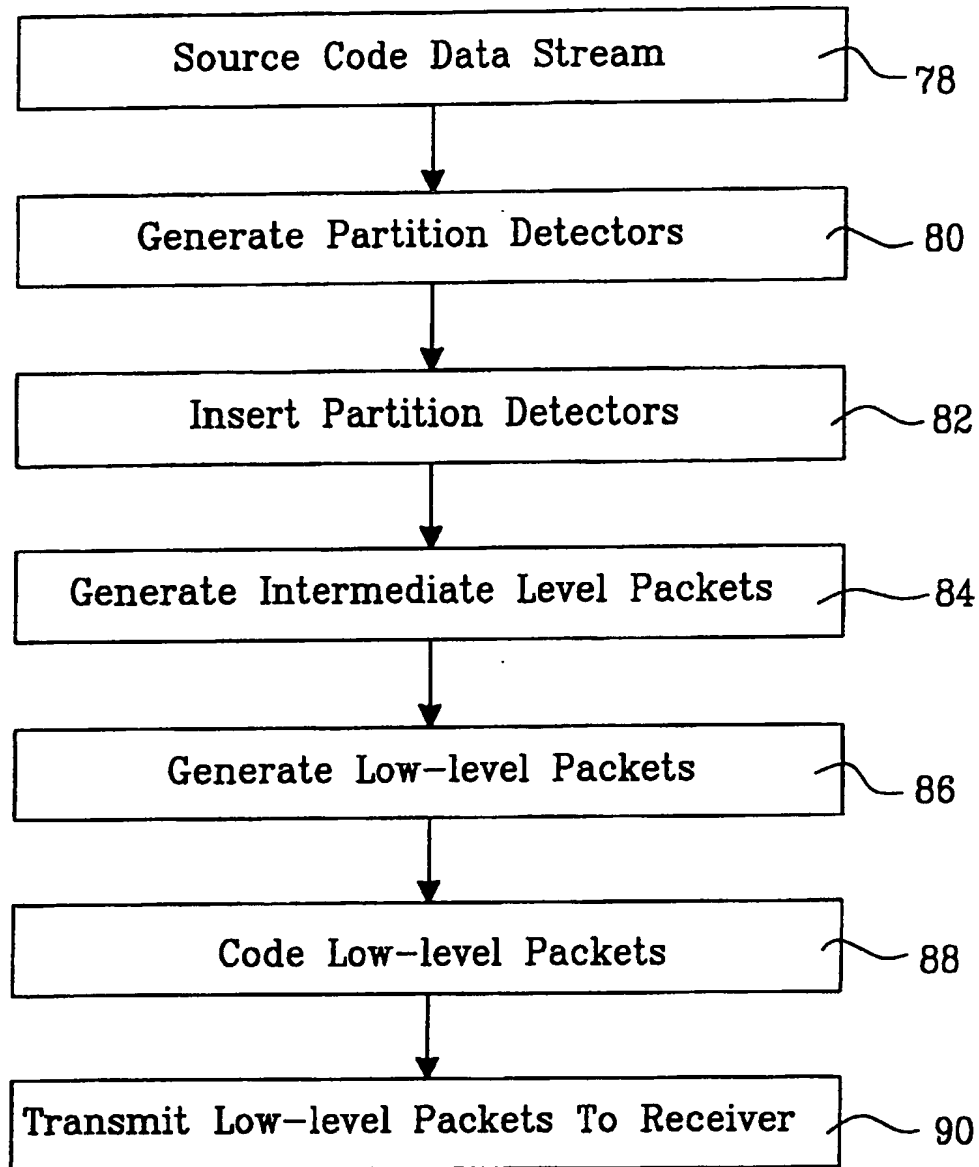 Source Code Data Stream
78
Generate Partition Detectors
80
Insert Partition Detectors
82
Generate Intermediate Level Packets
84
Generate Low-level Packets
86
Code Low-level Packets
88
Transmit Low-level Packets To Receiver
90